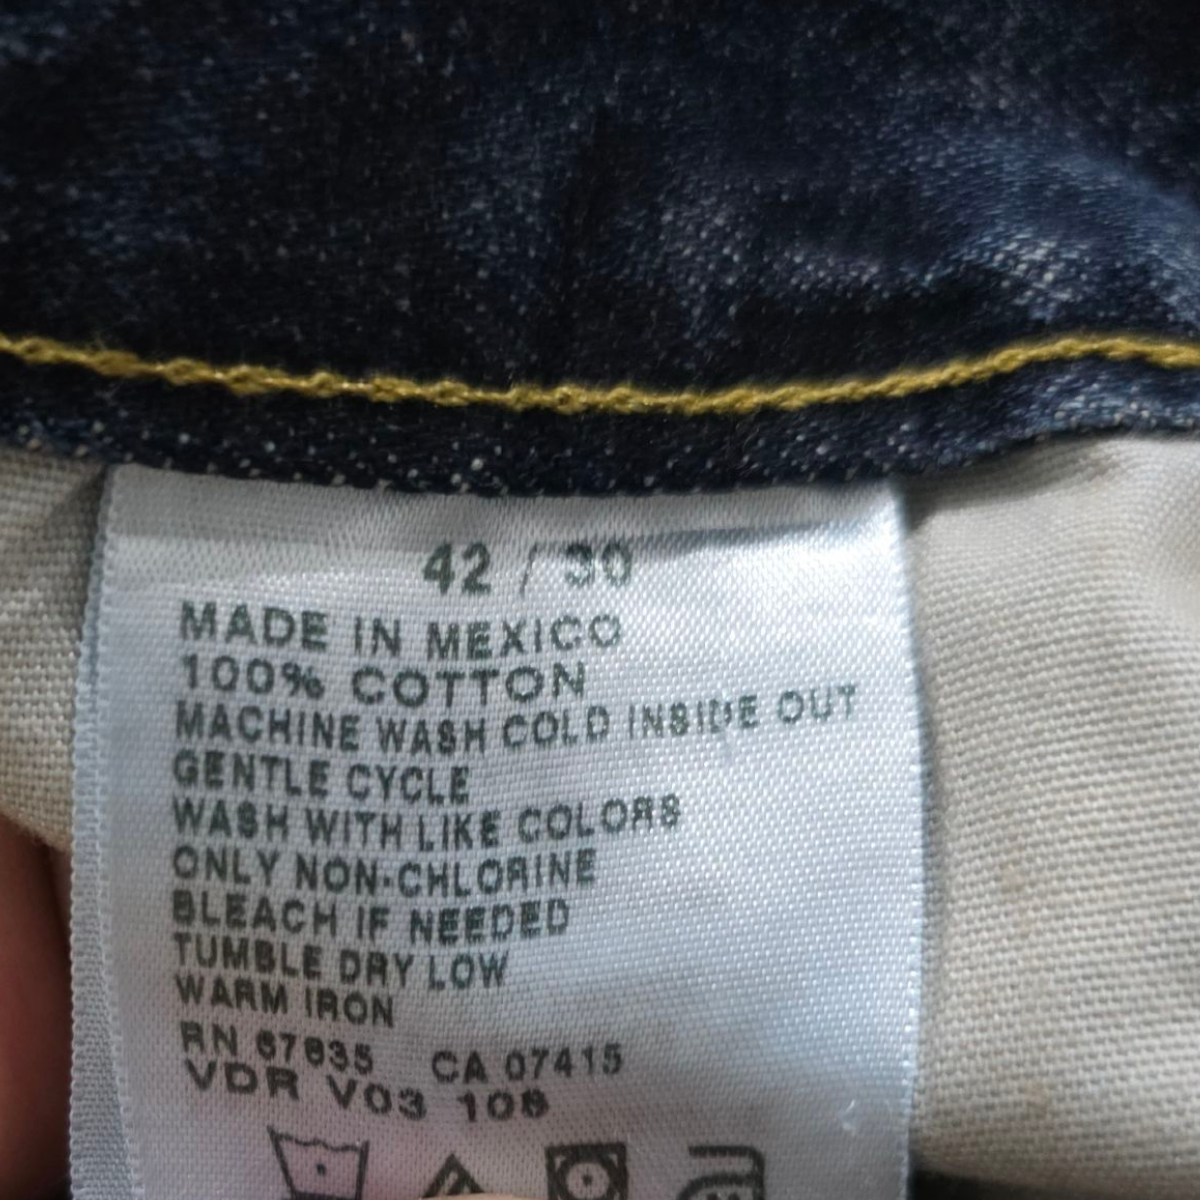 42 / 30
MADE IN MEXICO
100% COTTON
MACHINE WASH COLD INSIDE OUT
GENTLE CYCLE
WASH WITH LIKE COLORS
ONLY NON-CHLORINE
BLEACH IF NEEDED
TUMBLE DRY LOW
WARM IRON
RN 67835 CA 07415
VDR V03 108